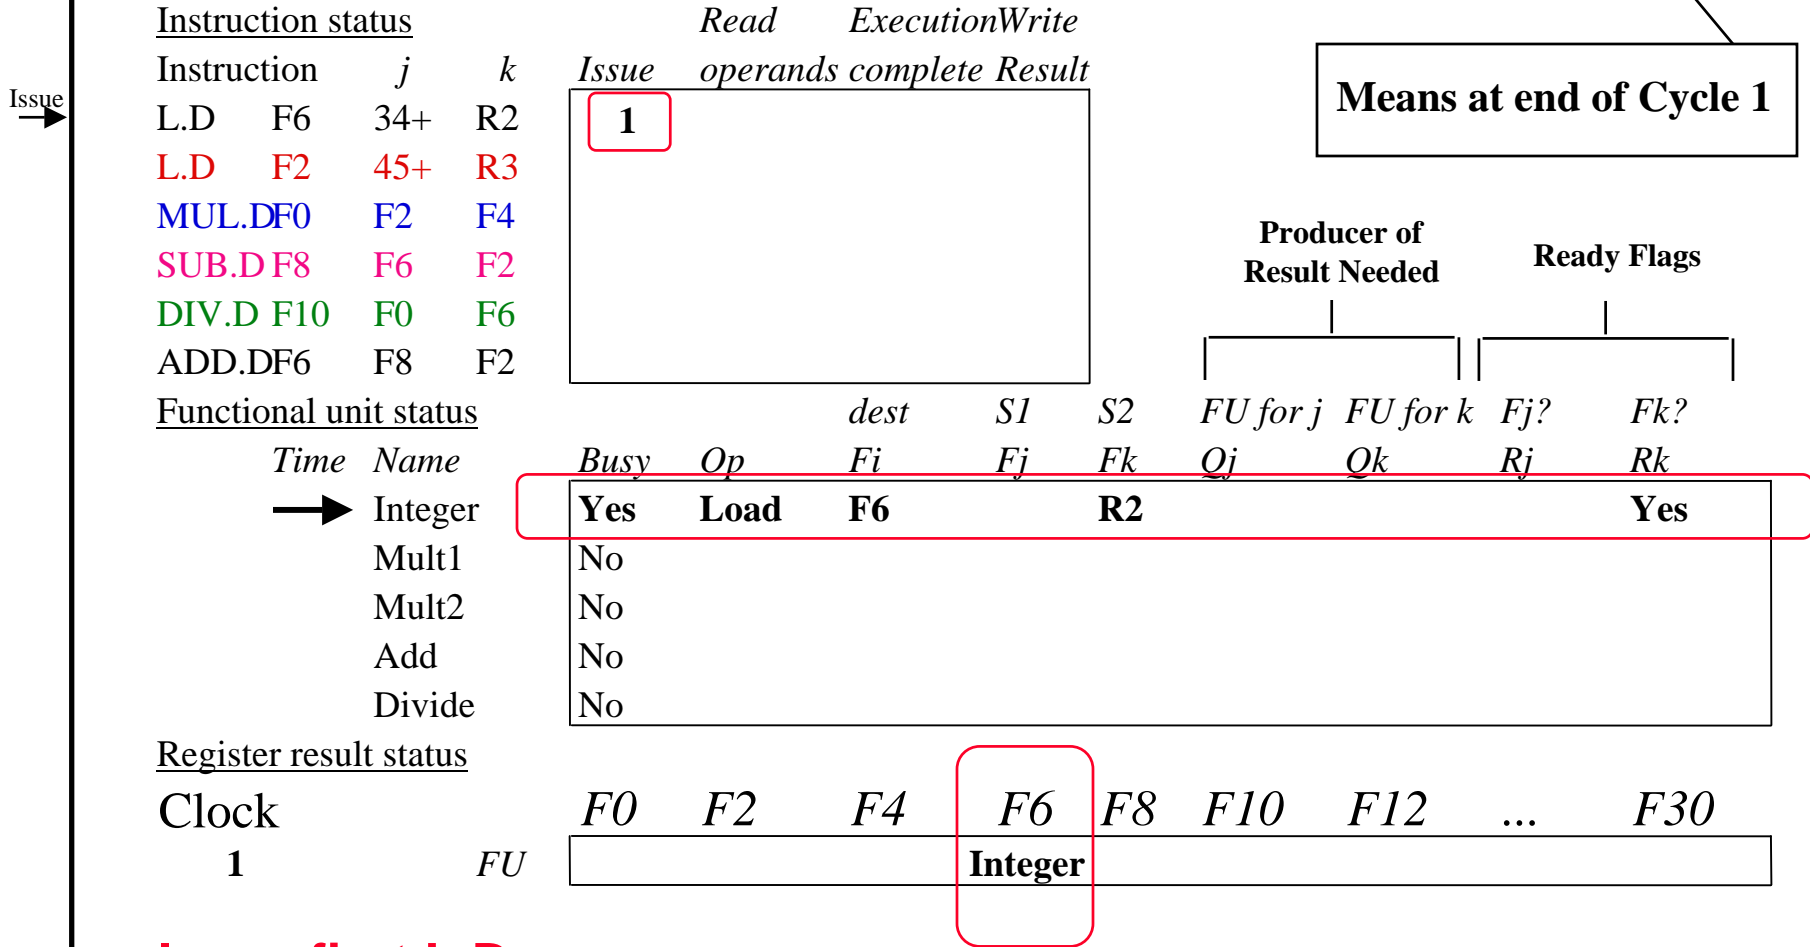 Instruction status Read ExecutionWrite
Instruction j k Issue operands complete Result
Issue
L.D F6 34+ R2 1
Means at end of Cycle 1
L.D F2 45+ R3
MUL.DF0 F2 F4
SUB.D F8 F6 F2
DIV.D F10 F0 F6
ADD.DF6 F8 F2
Producer of
Result Needed
Ready Flags
Functional unit status dest S1 S2 FU for j FU for k Fj? Fk?
Time Name Busy Op Fi Fj Fk Qj Qk Rj Rk
Integer Yes Load F6 R2 Yes
Mult1 No
Mult2 No
Add No
Divide No
Register result status
Clock F0 F2 F4 F6 F8 F10 F12 ... F30
1 FU Integer